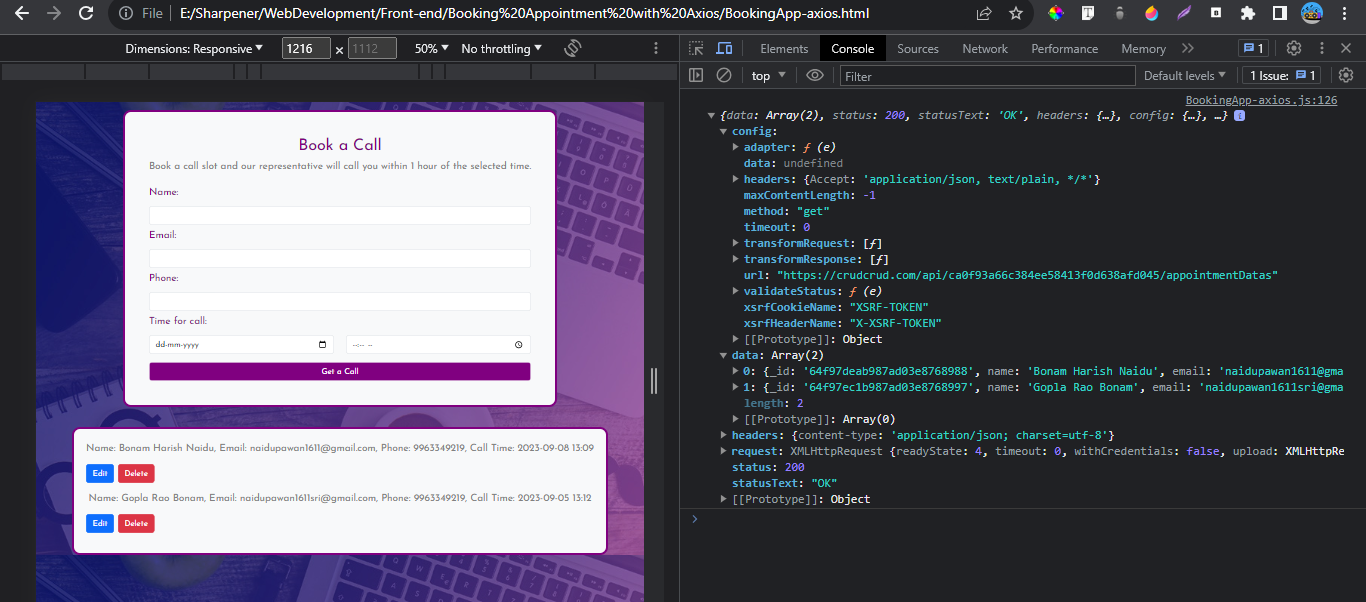 File | E:/Sharpener/WebDevelopment/Front-end/Booking%20Appointment%20with%20Axios/BookingApp-axios.html
Dimensions: Responsive 1216 × 1112 50% No throttling
Elements Console Sources Network Performance Memory 1
top Filter Default levels 1 Issue: 1
Book a Call
Book a call slot and our representative will call you within 1 hour of the selected time.
Name:
Email:
Phone:
Time for call:
dd-mm-yyyy --:-- --
Get a Call
Name: Bonam Harish Naidu, Email: naidupawan1611@gmail.com, Phone: 9963349219, Call Time: 2023-09-08 13:09
Edit Delete
Name: Gopla Rao Bonam, Email: naidupawan1611sri@gmail.com, Phone: 9963349219, Call Time: 2023-09-05 13:12
Edit Delete
BookingApp-axios.js:126
{data: Array(2), status: 200, statusText: 'OK', headers: {…}, config: {…}, …}
config:
adapter: ƒ (e)
data: undefined
headers: {Accept: 'application/json, text/plain, */*'}
maxContentLength: -1
method: "get"
timeout: 0
transformRequest: [ƒ]
transformResponse: [ƒ]
url: "https://crudcrud.com/api/ca0f93a66c384ee58413f0d638afd045/appointmentDatas"
validateStatus: ƒ (e)
xsrfCookieName: "XSRF-TOKEN"
xsrfHeaderName: "X-XSRF-TOKEN"
[[Prototype]]: Object
data: Array(2)
0: {_id: '64f97deab987ad03e8768988', name: 'Bonam Harish Naidu', email: 'naidupawan1611@gma
1: {_id: '64f97ec1b987ad03e8768997', name: 'Gopla Rao Bonam', email: 'naidupawan1611sri@gma
length: 2
[[Prototype]]: Array(0)
headers: {content-type: 'application/json; charset=utf-8'}
request: XMLHttpRequest {readyState: 4, timeout: 0, withCredentials: false, upload: XMLHttpRe
status: 200
statusText: "OK"
[[Prototype]]: Object